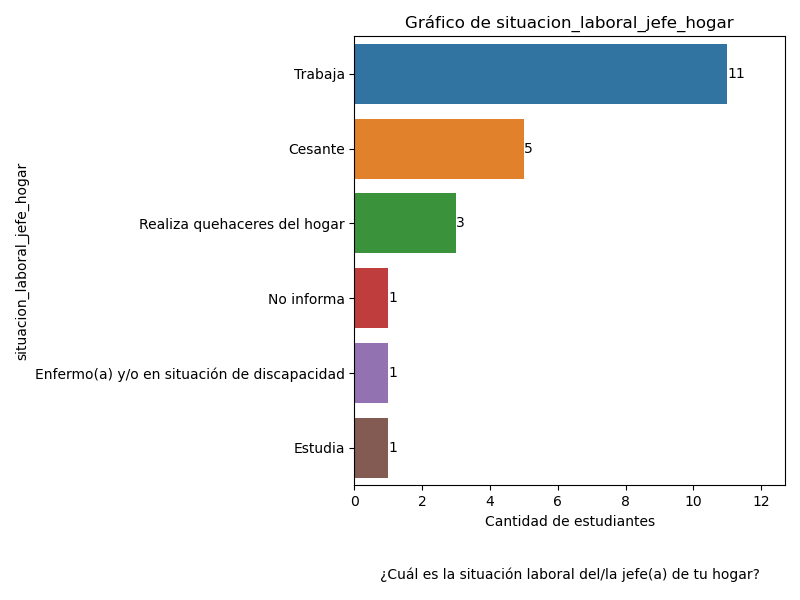 Gráfico de situacion_laboral_jefe_hogar
situacion_laboral_jefe_hogar
Trabaja
11
Cesante
5
Realiza quehaceres del hogar
3
No informa
1
Enfermo(a) y/o en situación de discapacidad
1
Estudia
1
0 2 4 6 8 10 12
Cantidad de estudiantes
¿Cuál es la situación laboral del/la jefe(a) de tu hogar?